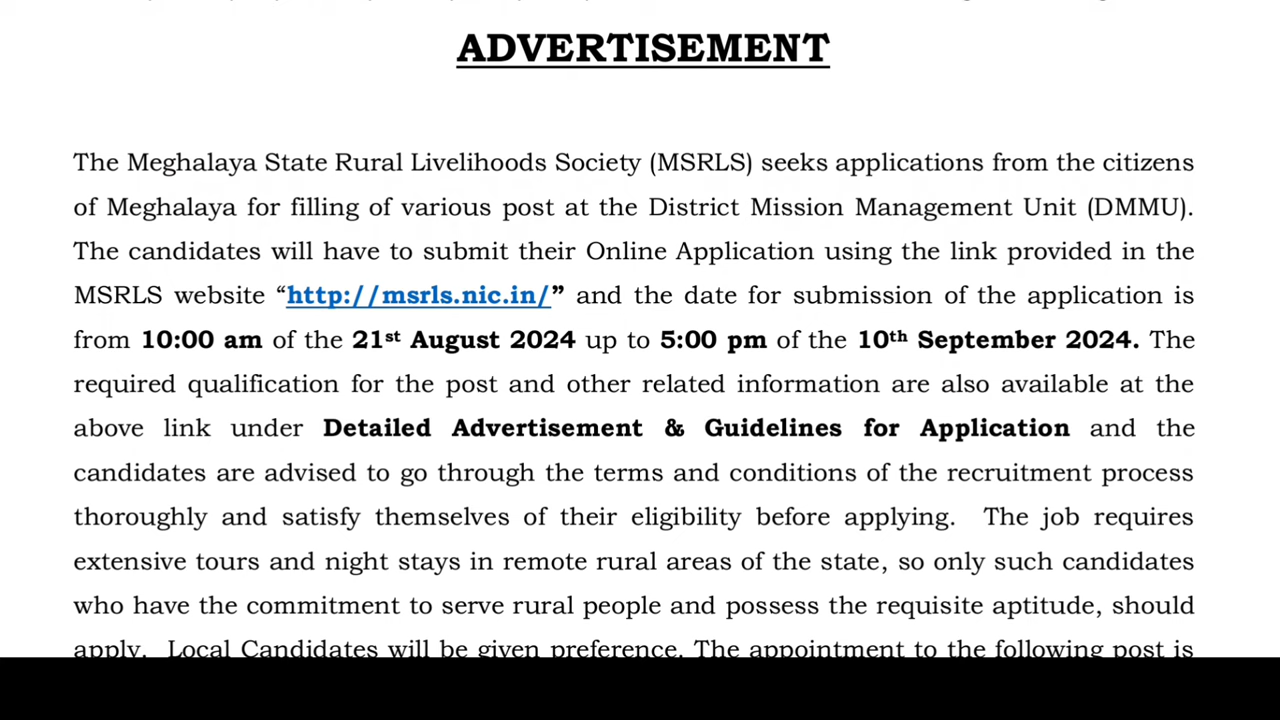 ADVERTISEMENT
The Meghalaya State Rural Livelihoods Society (MSRLS) seeks applications from the citizens
of Meghalaya for filling of various post at the District Mission Management Unit (DMMU).
The candidates will have to submit their Online Application using the link provided in the
MSRLS website “http://msrls.nic.in/” and the date for submission of the application is
from 10:00 am of the 21st August 2024 up to 5:00 pm of the 10th September 2024. The
required qualification for the post and other related information are also available at the
above link under Detailed Advertisement & Guidelines for Application and the
candidates are advised to go through the terms and conditions of the recruitment process
thoroughly and satisfy themselves of their eligibility before applying. The job requires
extensive tours and night stays in remote rural areas of the state, so only such candidates
who have the commitment to serve rural people and possess the requisite aptitude, should
apply. Local Candidates will be given preference. The appointment to the following post is